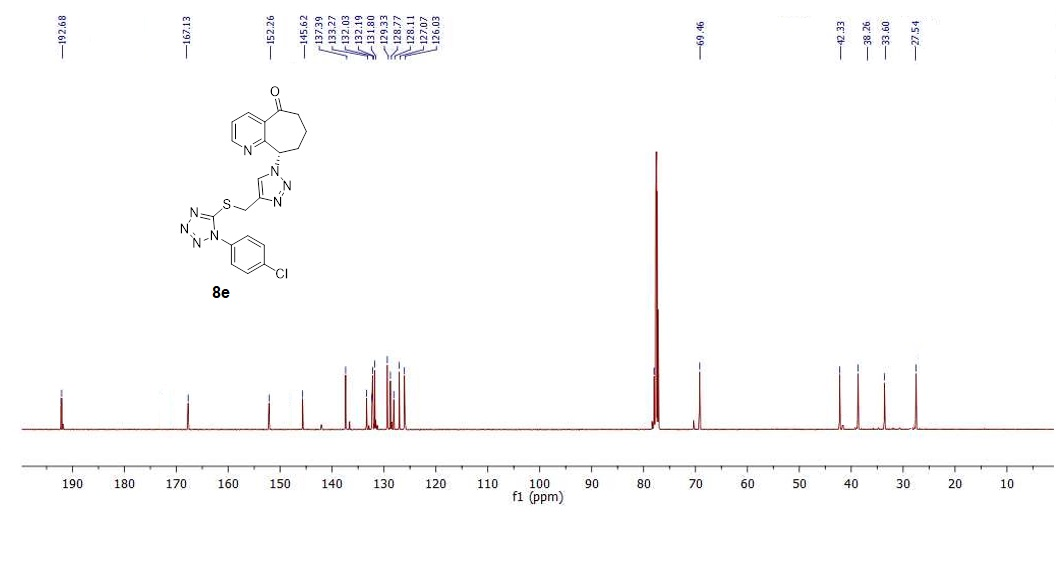 192.68
167.13
152.26
145.62
137.39
133.27
132.03
132.19
131.80
129.33
128.77
128.11
127.07
126.03
69.46
42.33
38.26
33.60
27.54
O
N
N
N
N
S
N
N
N
N
Cl
8e
190 180 170 160 150 140 130 120 110 100 90 80 70 60 50 40 30 20 10
f1 (ppm)